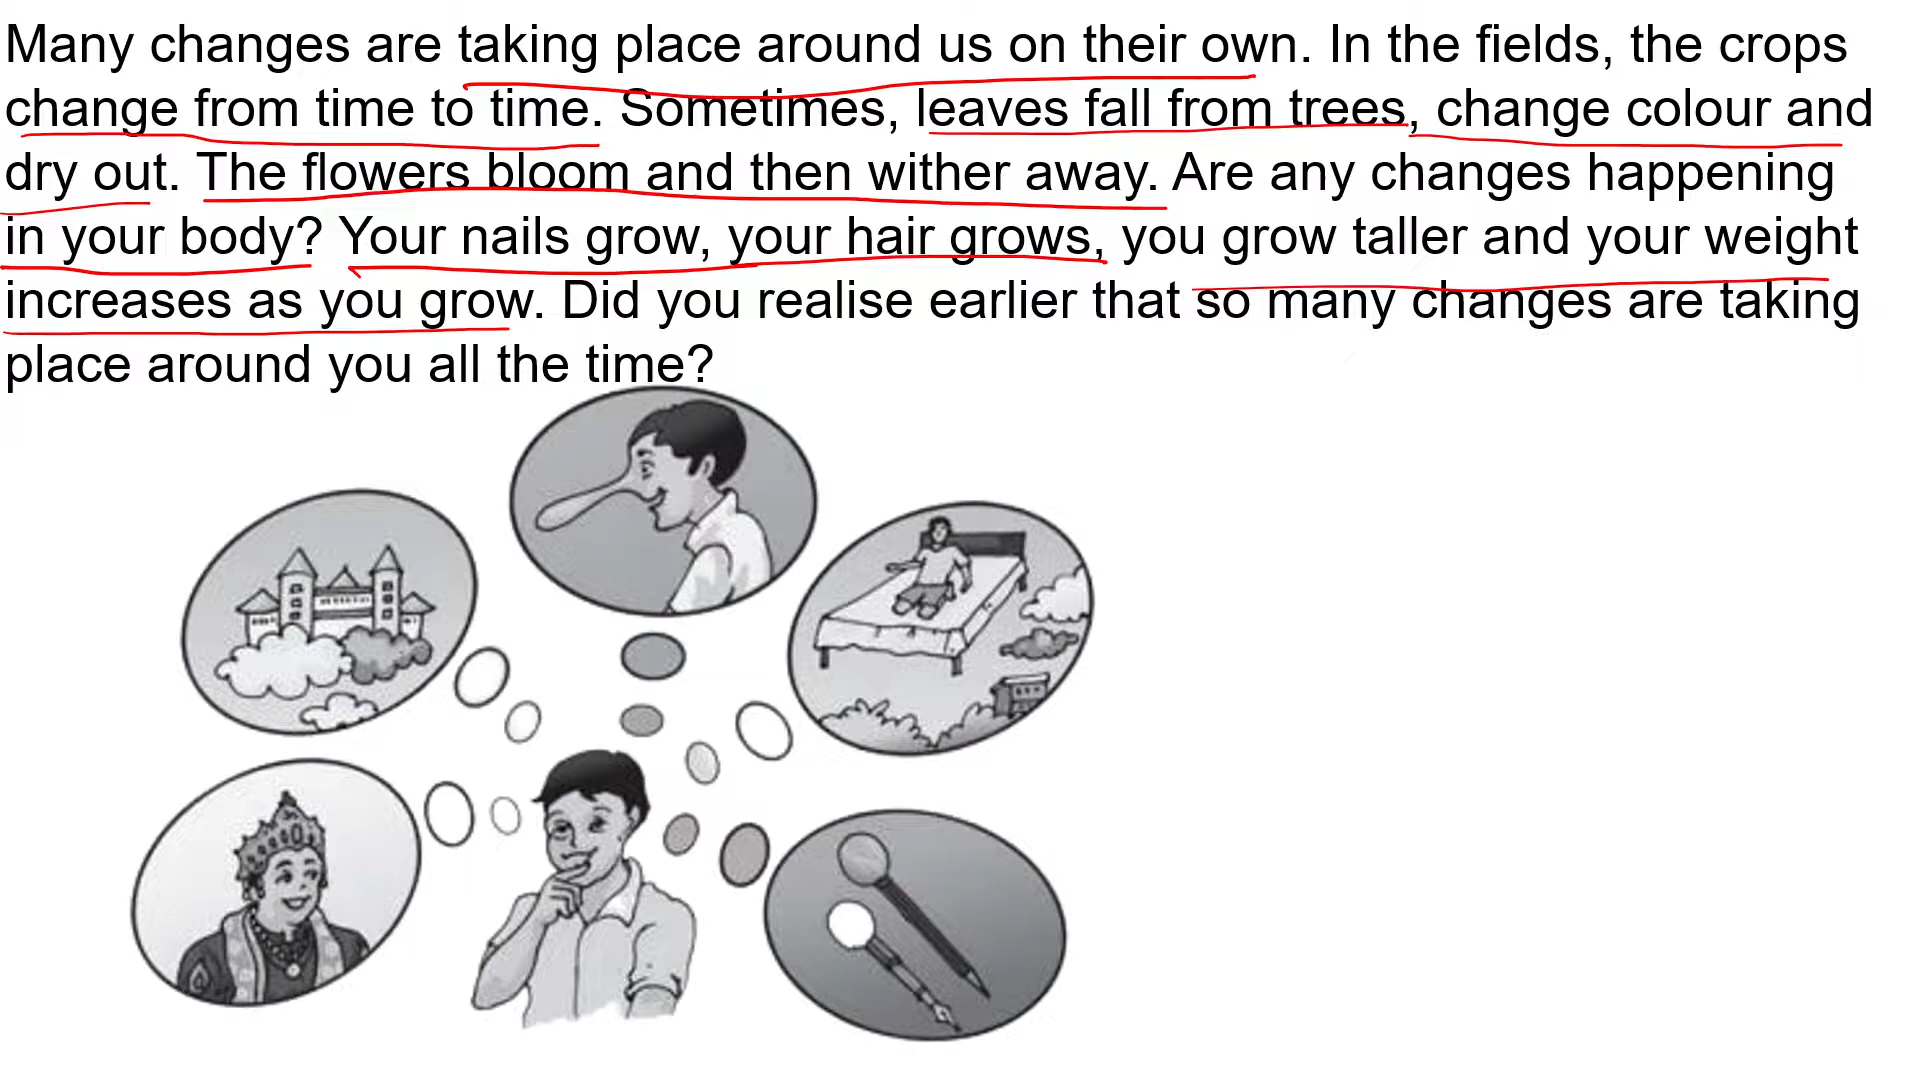 Many changes are taking place around us on their own. In the fields, the crops
change from time to time. Sometimes, leaves fall from trees, change colour and
dry out. The flowers bloom and then wither away. Are any changes happening
in your body? Your nails grow, your hair grows, you grow taller and your weight
increases as you grow. Did you realise earlier that so many changes are taking
place around you all the time?